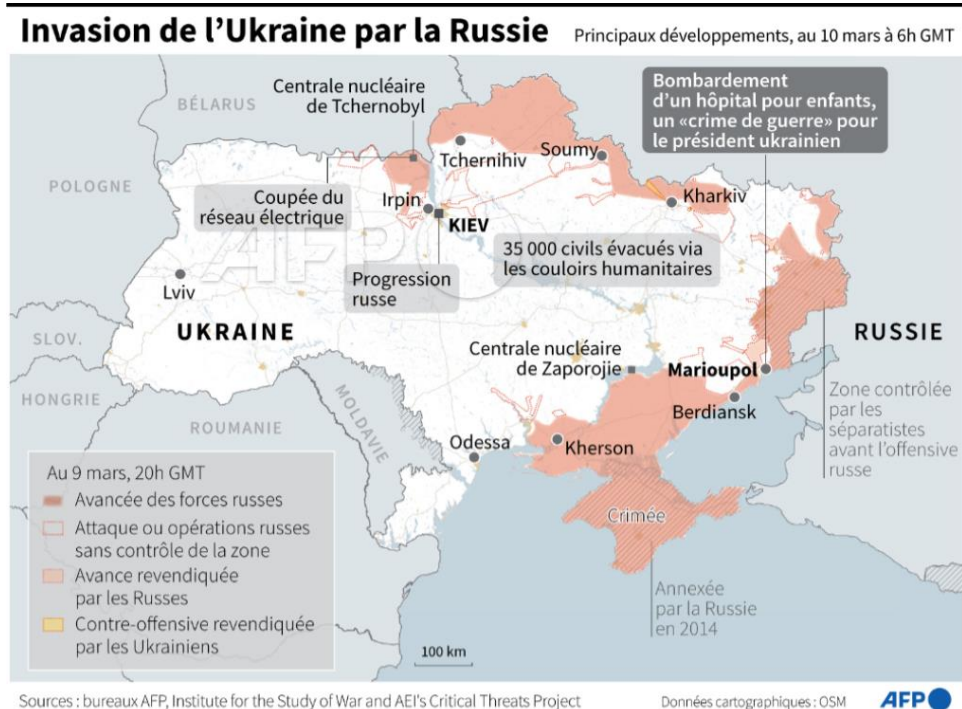 Invasion de l’Ukraine par la Russie
Principaux développements, au 10 mars à 6h GMT
BÉLARUS
Centrale nucléaire
de Tchernobyl
Bombardement
d’un hôpital pour enfants,
un «crime de guerre» pour
le président ukrainien
Tchernihiv
Soumy
POLOGNE
Coupée du
réseau électrique
Irpin
KIEV
Kharkiv
35 000 civils évacués via
les couloirs humanitaires
AFP
Progression
russe
Lviv
UKRAINE
RUSSIE
SLOV.
Centrale nucléaire
de Zaporojie
Marioupol
HONGRIE
MOLDAVIE
Berdiansk
Zone contrôlée
par les
séparatistes
avant l’offensive
russe
ROUMANIE
Odessa
Kherson
Crimée
Annexée
par la Russie
en 2014
Au 9 mars, 20h GMT
Avancée des forces russes
Attaque ou opérations russes
sans contrôle de la zone
Avance revendiquée
par les Russes
Contre-offensive revendiquée
par les Ukrainiens
100 km
Sources : bureaux AFP, Institute for the Study of War and AEI's Critical Threats Project
Données cartographiques : OSM
AFP